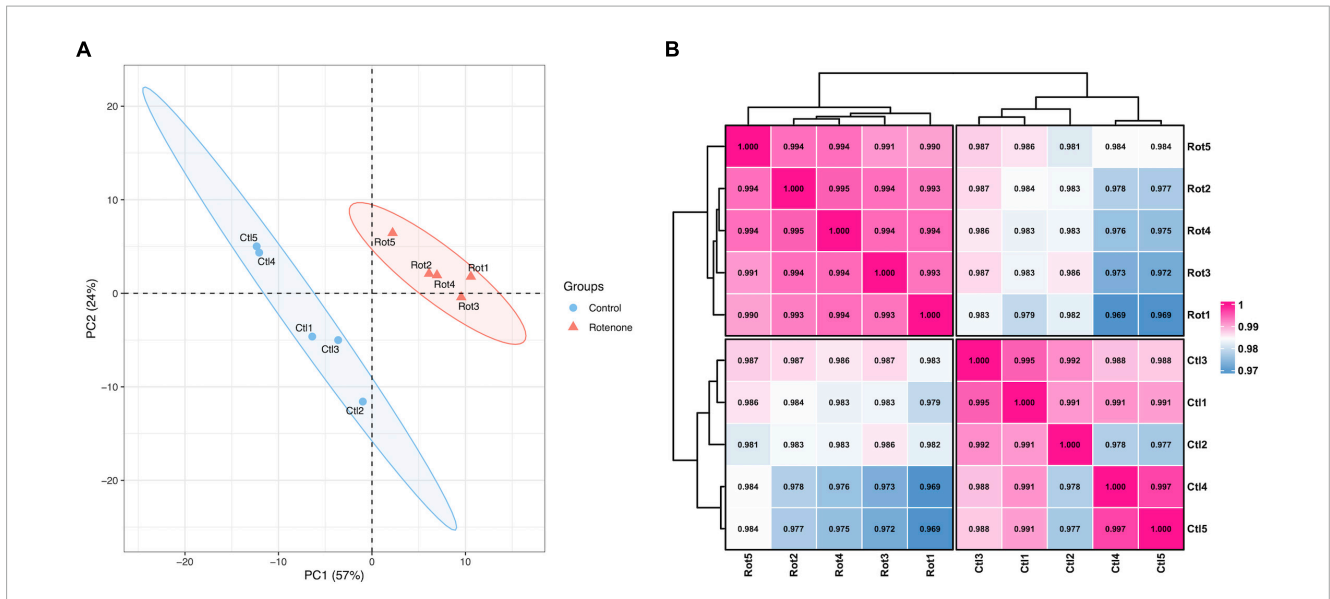 A
B
20
10
0
−10
−20
−20
−10
0
10
PC2 (24%)
PC1 (57%)
Ctl5
Ctl4
Ctl1
Ctl3
Ctl2
Rot5
Rot2
Rot4
Rot1
Rot3
Groups
Control
Rotenone
1.000 0.994 0.994 0.991 0.990 0.987 0.986 0.981 0.984 0.984 Rot5
0.994 1.000 0.995 0.994 0.993 0.987 0.984 0.983 0.978 0.977 Rot2
0.994 0.995 1.000 0.994 0.994 0.986 0.983 0.983 0.976 0.975 Rot4
0.991 0.994 0.994 1.000 0.993 0.987 0.983 0.986 0.973 0.972 Rot3
0.990 0.993 0.994 0.993 1.000 0.983 0.979 0.982 0.969 0.969 Rot1
0.987 0.987 0.986 0.987 0.983 1.000 0.995 0.992 0.988 0.988 Ctl3
0.986 0.984 0.983 0.983 0.979 0.995 1.000 0.991 0.991 0.991 Ctl1
0.981 0.983 0.983 0.986 0.982 0.992 0.991 1.000 0.978 0.977 Ctl2
0.984 0.978 0.976 0.973 0.969 0.988 0.991 0.978 1.000 0.997 Ctl4
0.984 0.977 0.975 0.972 0.969 0.988 0.991 0.977 0.997 1.000 Ctl5
Rot5 Rot2 Rot4 Rot3 Rot1 Ctl3 Ctl1 Ctl2 Ctl4 Ctl5
1
0.99
0.98
0.97